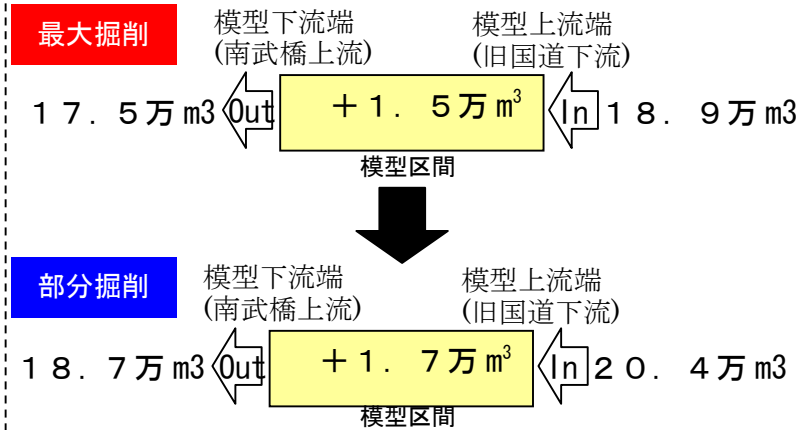 最大掘削
模型下流端
(南武橋上流)
模型上流端
(旧国道下流)
17.5万m3 Out ＋1.5万m³ In 18.9万m3
模型区間
部分掘削
模型下流端
(南武橋上流)
模型上流端
(旧国道下流)
18.7万m3 Out ＋1.7万m³ In 20.4万m3
模型区間